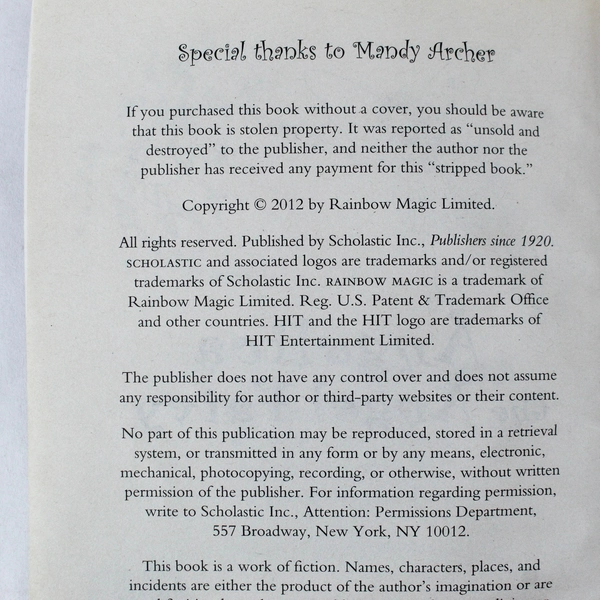 Special thanks to Mandy Archer
If you purchased this book without a cover, you should be aware
that this book is stolen property. It was reported as “unsold and
destroyed” to the publisher, and neither the author nor the
publisher has received any payment for this “stripped book.”
Copyright © 2012 by Rainbow Magic Limited.
All rights reserved. Published by Scholastic Inc., Publishers since 1920.
SCHOLASTIC and associated logos are trademarks and/or registered
trademarks of Scholastic Inc. RAINBOW MAGIC is a trademark of
Rainbow Magic Limited. Reg. U.S. Patent & Trademark Office
and other countries. HIT and the HIT logo are trademarks of
HIT Entertainment Limited.
The publisher does not have any control over and does not assume
any responsibility for author or third-party websites or their content.
No part of this publication may be reproduced, stored in a retrieval
system, or transmitted in any form or by any means, electronic,
mechanical, photocopying, recording, or otherwise, without written
permission of the publisher. For information regarding permission,
write to Scholastic Inc., Attention: Permissions Department,
557 Broadway, New York, NY 10012.
This book is a work of fiction. Names, characters, places, and
incidents are either the product of the author’s imagination or are